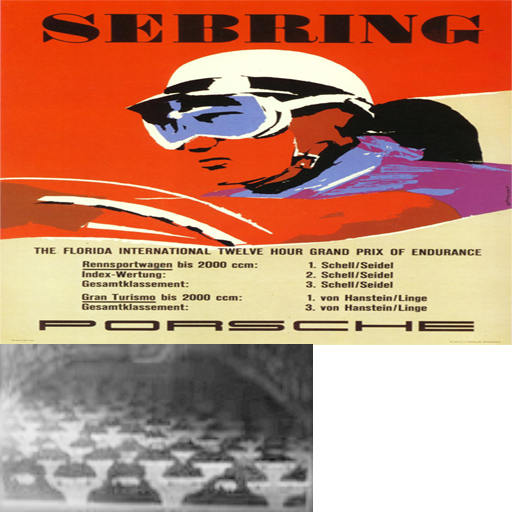 SEBRING
THE FLORIDA INTERNATIONAL TWELVE HOUR GRAND PRIX OF ENDURANCE
Rennsportwagen bis 2000 ccm: 1. Schell/Seidel
Index-Wertung: 2. Schell/Seidel
Gesamtklassement: 3. Schell/Seidel
Gran Turismo bis 2000 ccm: 1. von Hanstein/Linge
Gesamtklassement: 3. von Hanstein/Linge
PORSCHE